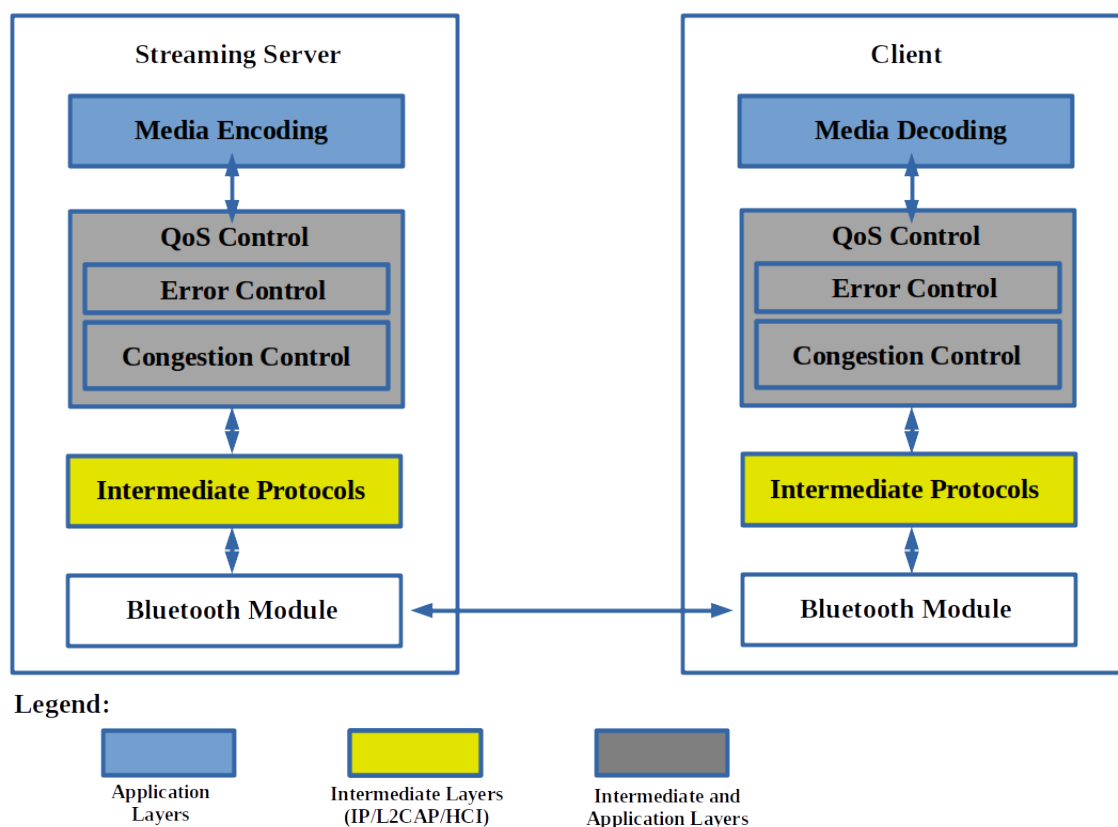 Streaming Server
Media Encoding
QoS Control
Error Control
Congestion Control
Intermediate Protocols
Bluetooth Module
Client
Media Decoding
QoS Control
Error Control
Congestion Control
Intermediate Protocols
Bluetooth Module
Legend:
Application
Layers
Intermediate Layers
(IP/L2CAP/HCI)
Intermediate and
Application Layers